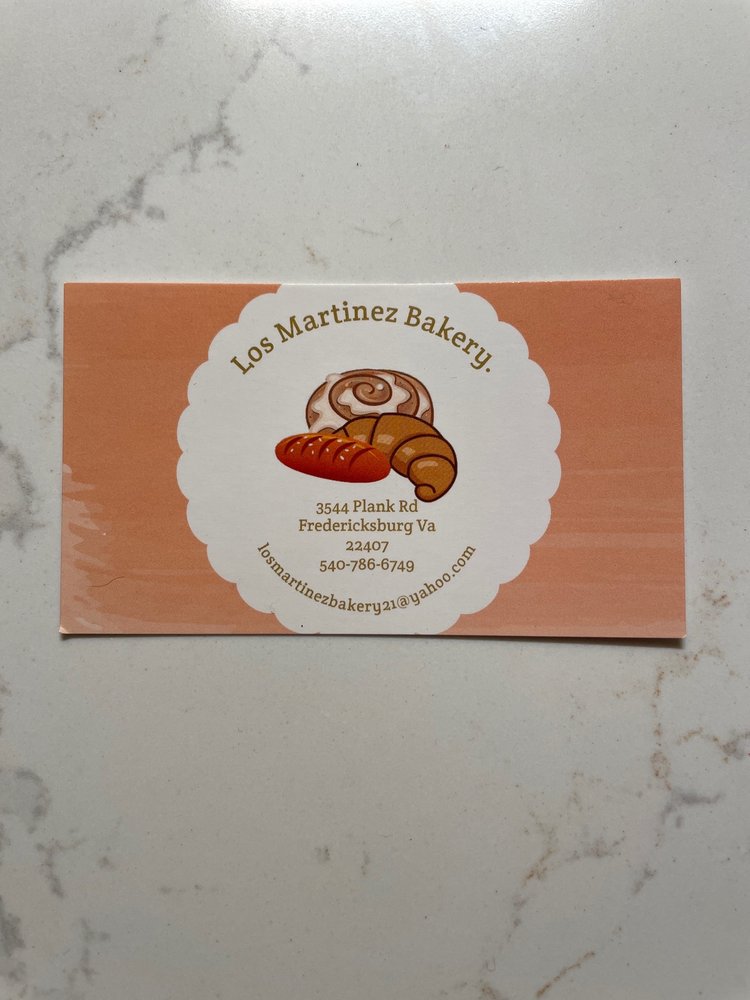 Los Martinez Bakery.
3544 Plank Rd
Fredericksburg Va
22407
540-786-6749
losmartinezbakery21@yahoo.com